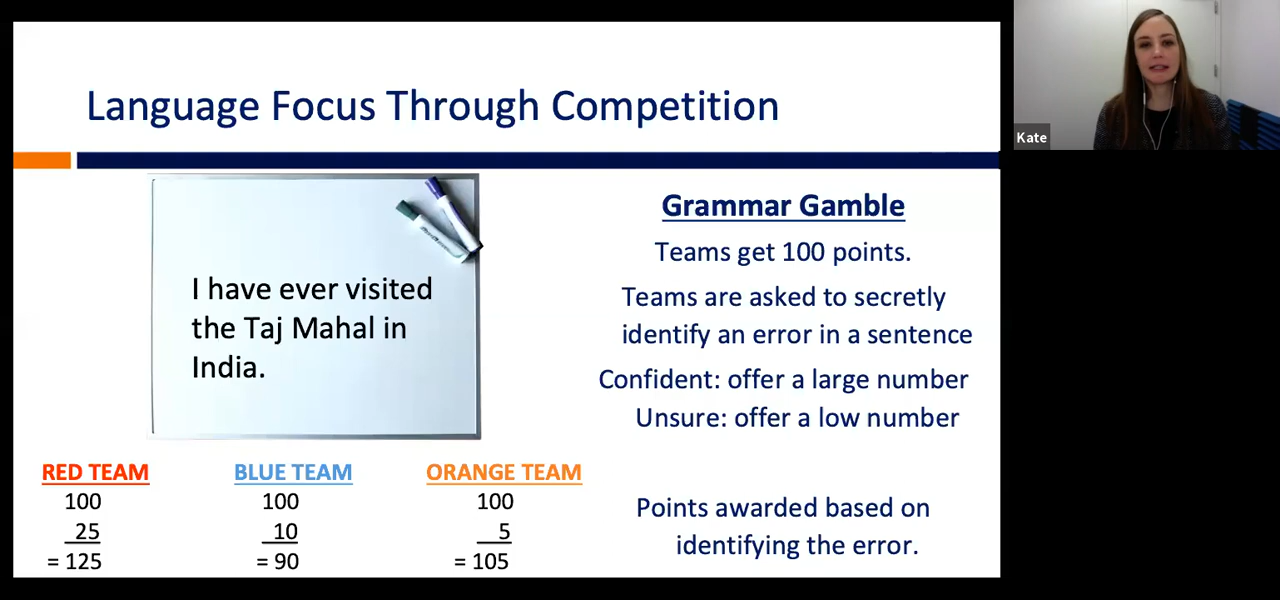 Language Focus Through Competition
Kate
I have ever visited
the Taj Mahal in
India.
Grammar Gamble
Teams get 100 points.
Teams are asked to secretly
identify an error in a sentence
Confident: offer a large number
Unsure: offer a low number
Points awarded based on
identifying the error.
RED TEAM
100
25
= 125
BLUE TEAM
100
10
= 90
ORANGE TEAM
100
5
= 105